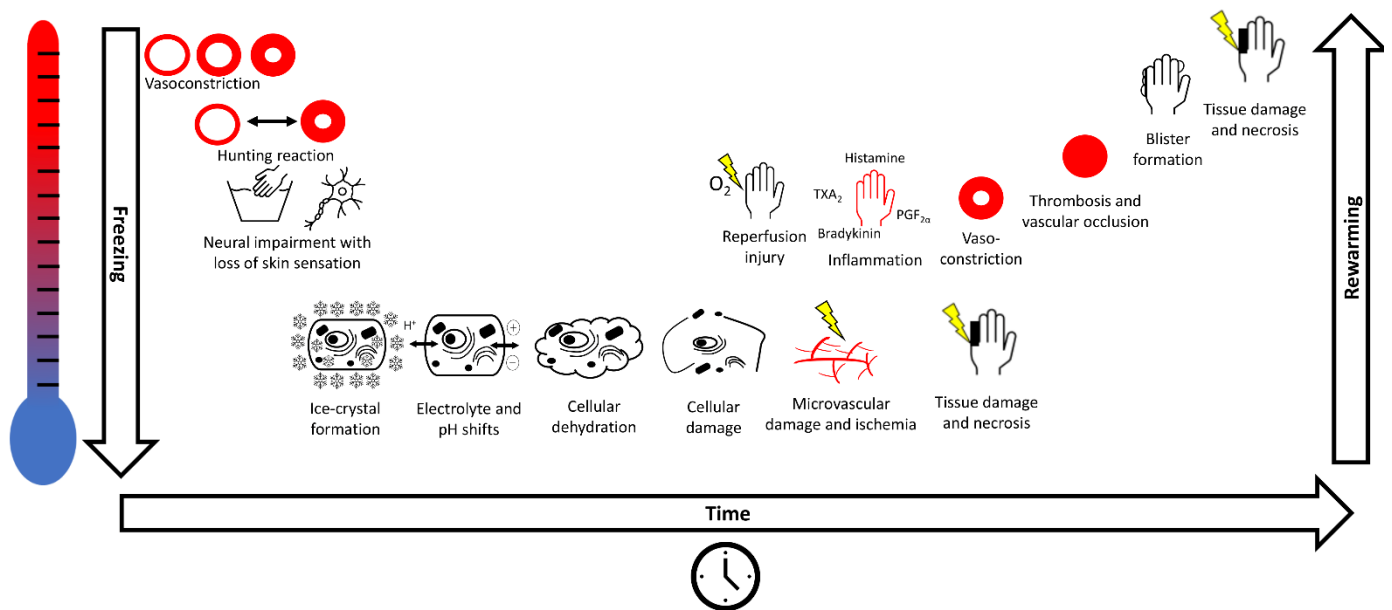 Freezing
Vasoconstriction
Hunting reaction
Neural impairment with
loss of skin sensation
H⁺
+
−
Ice-crystal
formation
Electrolyte and
pH shifts
Cellular
dehydration
Cellular
damage
Microvascular
damage and ischemia
Tissue damage
and necrosis
O₂
Reperfusion
injury
Histamine
TXA₂
PGF₂α
Bradykinin
Inflammation
Vaso-
constriction
Thrombosis and
vascular occlusion
Blister
formation
Tissue damage
and necrosis
Rewarming
Time